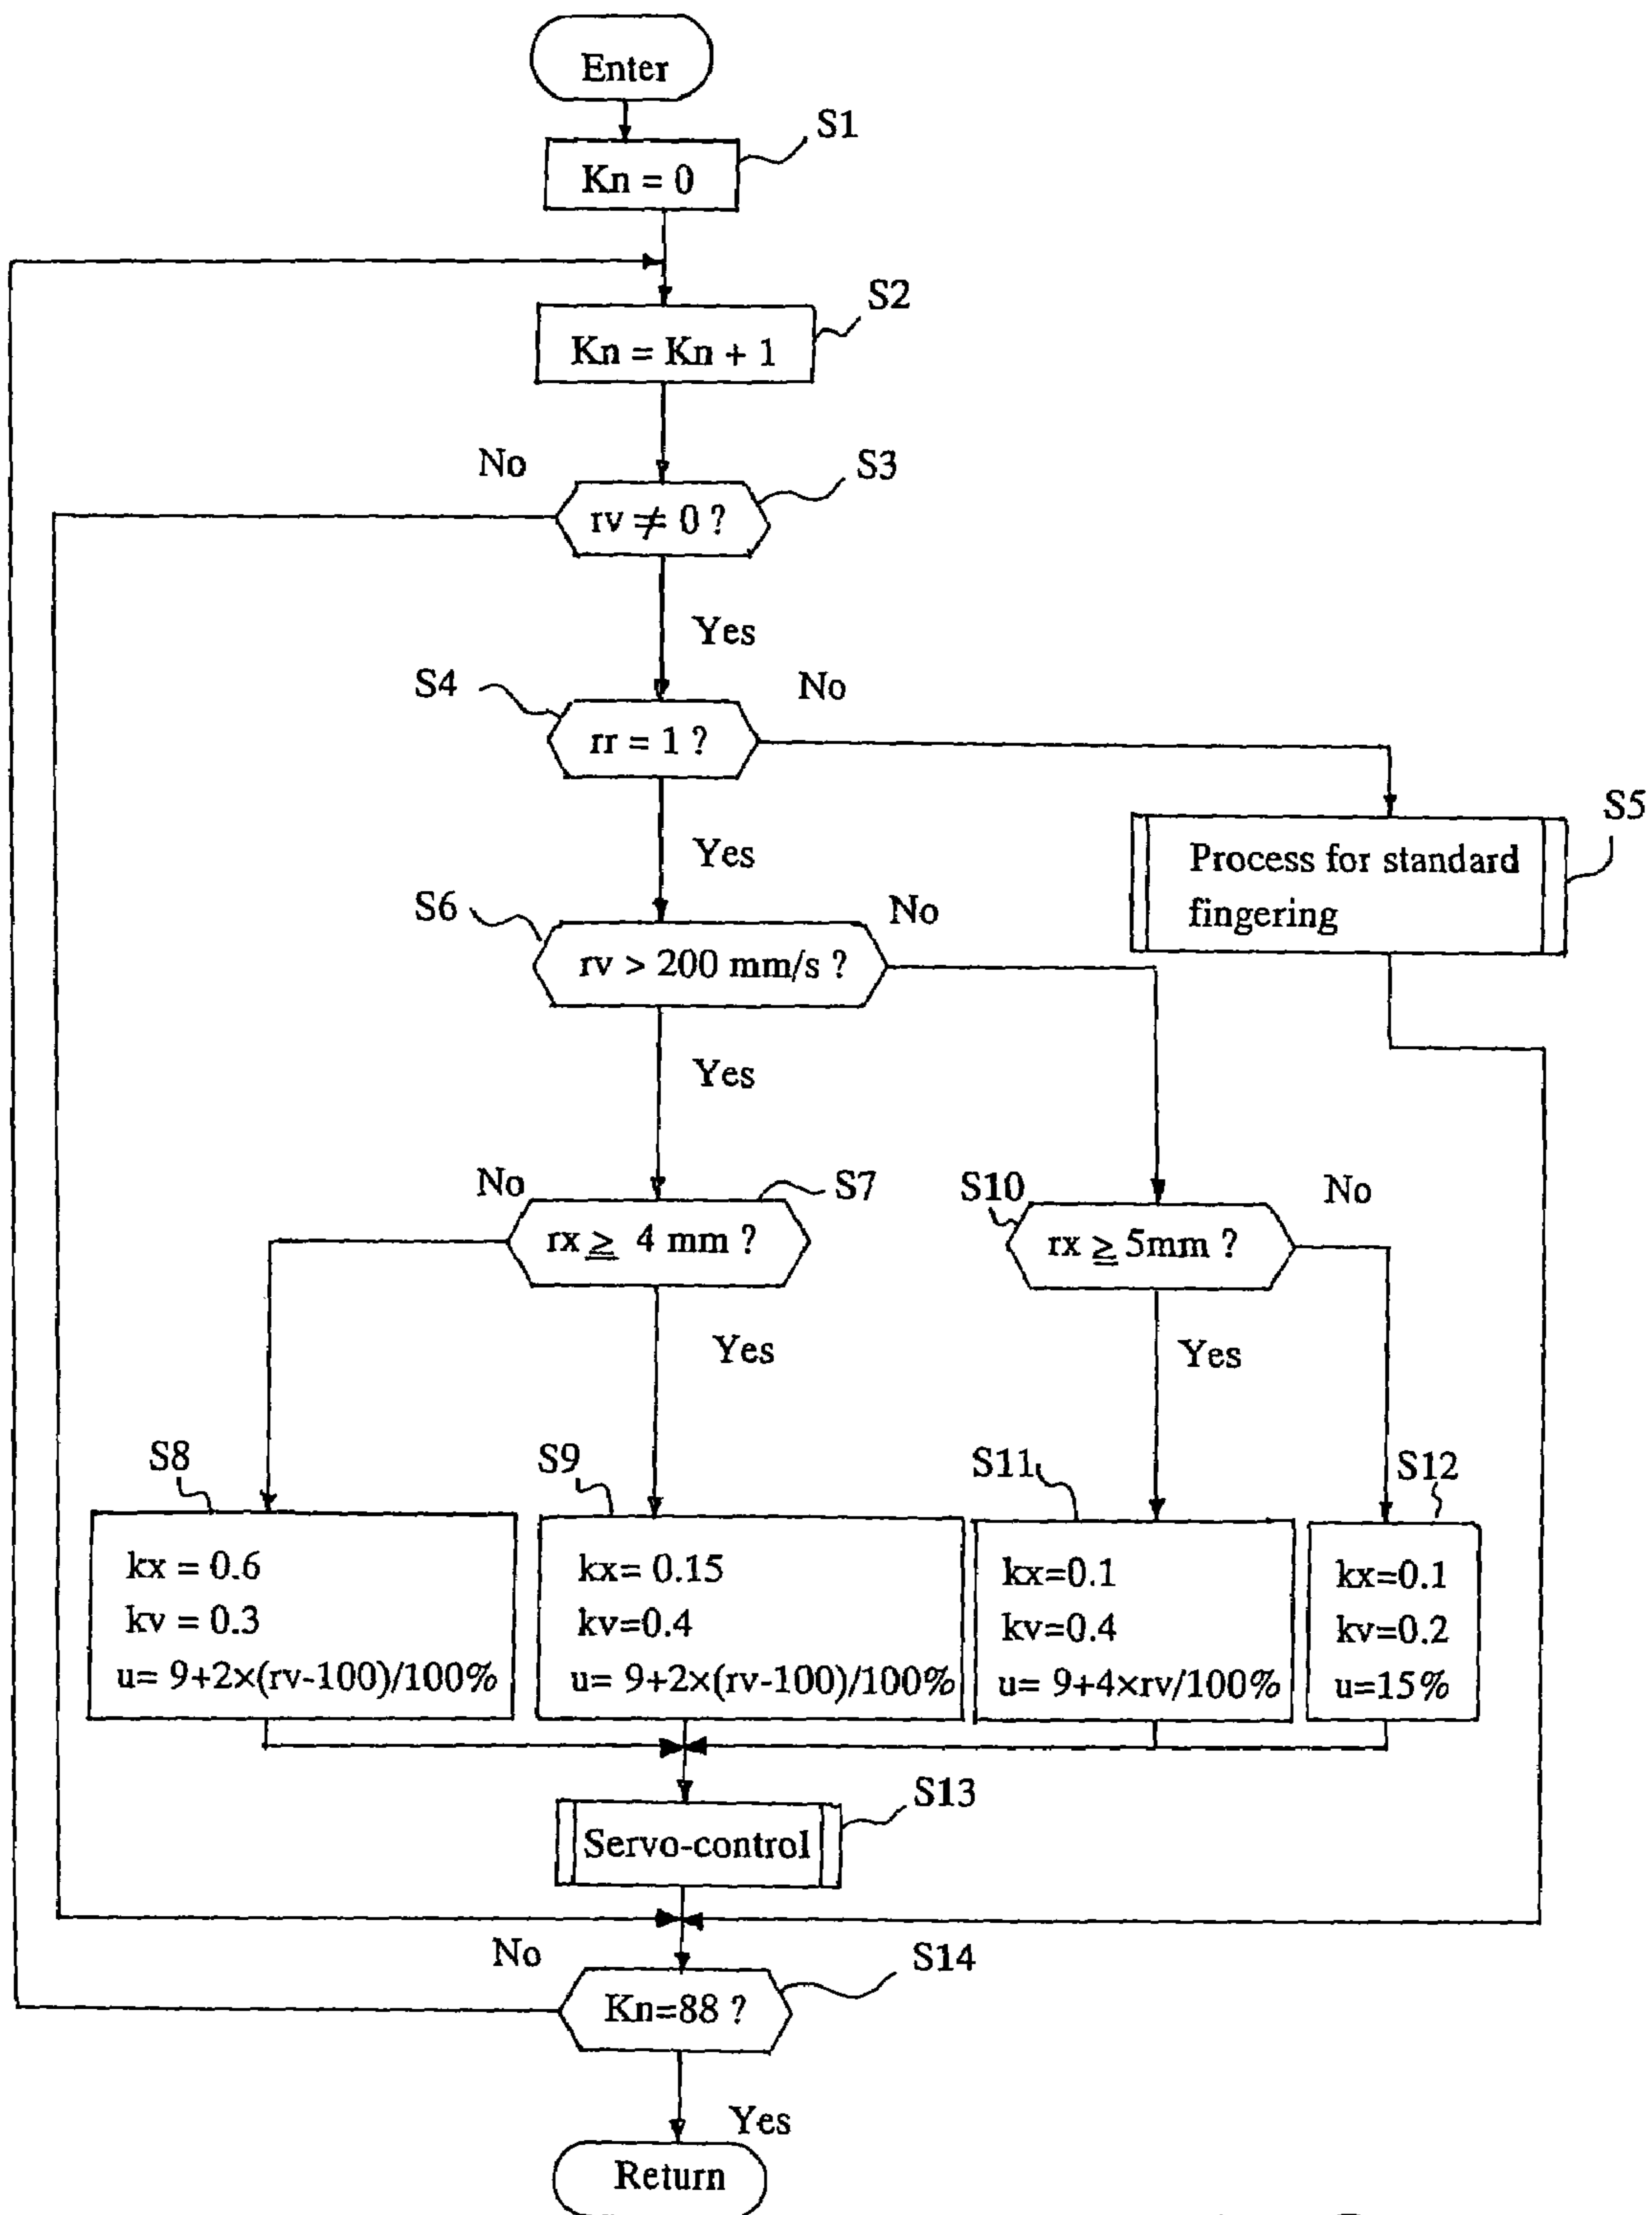 Enter
S1
Kn = 0
S2
Kn = Kn + 1
No
S3
rv ≠ 0 ?
Yes
S4
No
rr = 1 ?
S5
Process for standard
fingering
Yes
S6
No
rv > 200 mm/s ?
Yes
No
S7
S10
No
rx ≧ 4 mm ?
rx ≧ 5mm ?
Yes
Yes
S8
S9
S11
S12
kx = 0.6
kv = 0.3
u= 9+2×(rv-100)/100%
kx= 0.15
kv=0.4
u= 9+2×(rv-100)/100%
kx=0.1
kv=0.4
u= 9+4×rv/100%
kx=0.1
kv=0.2
u=15%
S13
Servo-control
No
S14
Kn=88 ?
Yes
Return